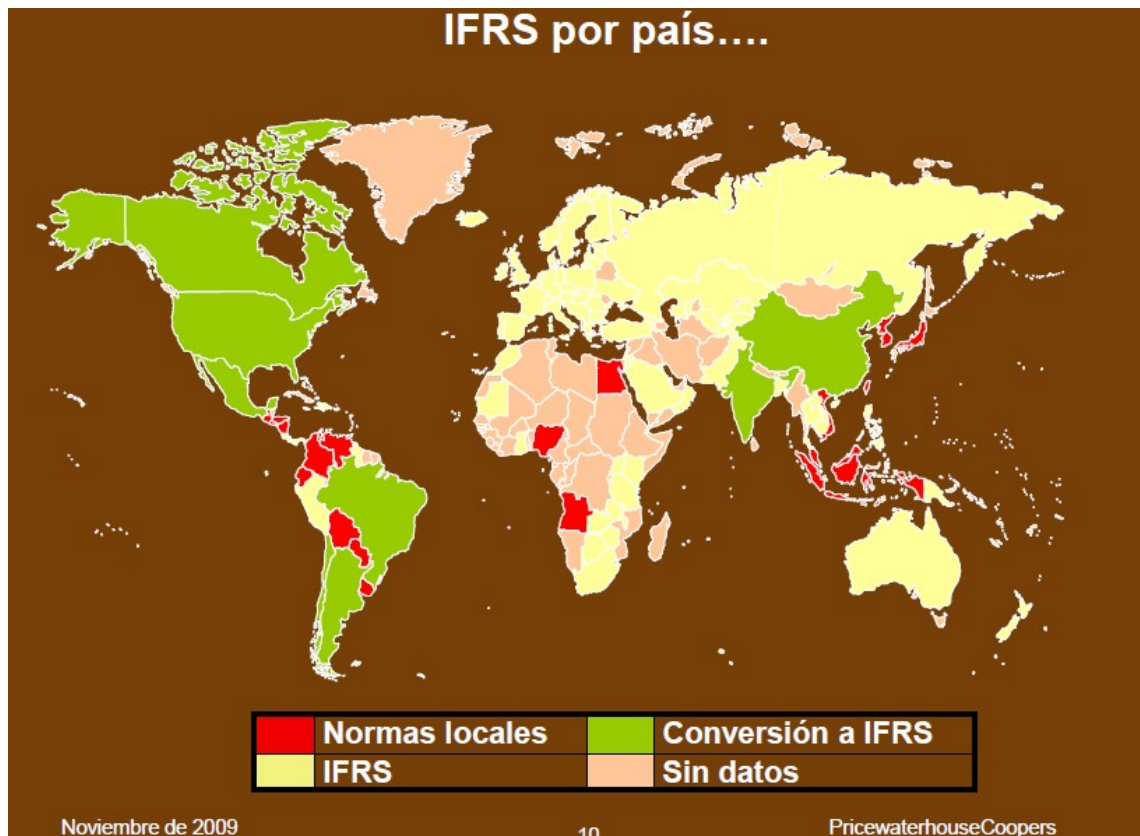 IFRS por país....
Normas locales
Conversión a IFRS
IFRS
Sin datos
Noviembre de 2009
10
PricewaterhouseCoopers